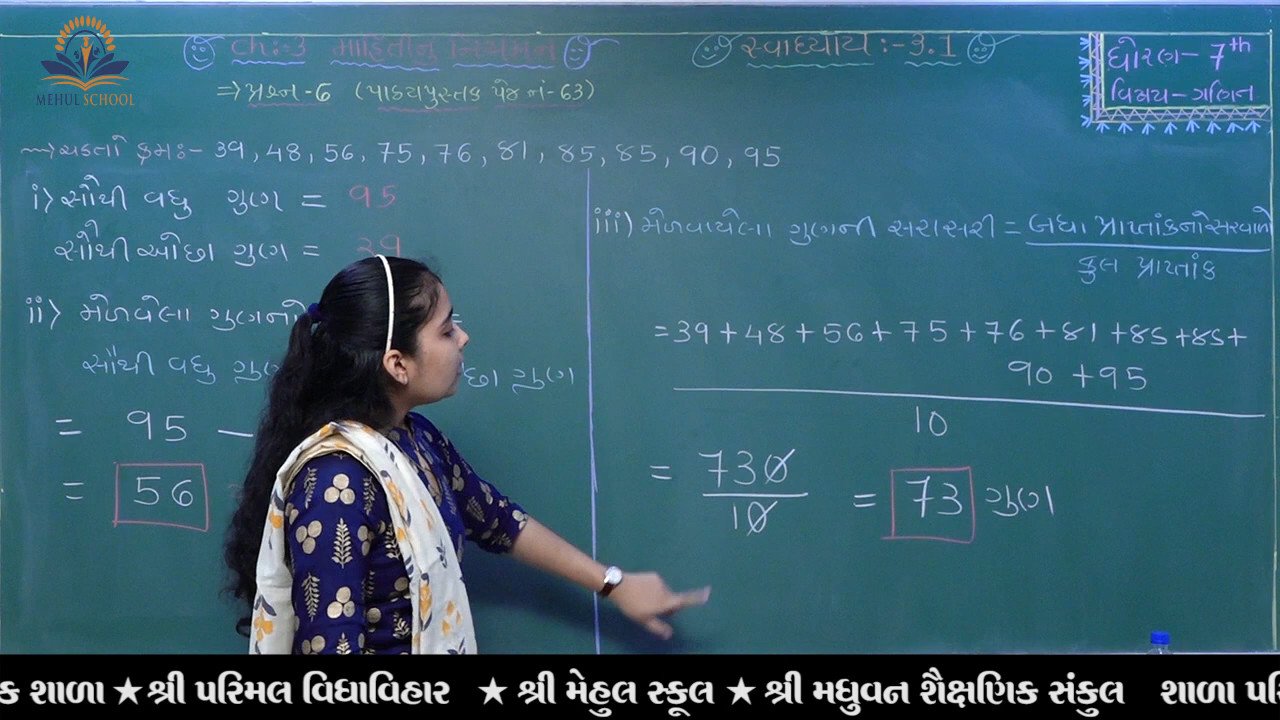 MEHUL SCHOOL
Ch:-3 માહિતીનું નિયમન
સ્વાધ્યાય :-3.1
ધોરણ- 7th
વિષય-ગણિત
⇒ પ્રશ્ન-6 (પાઠ્યપુસ્તક પેજ નં-63)
ચડતો ક્રમઃ- 39, 48, 56, 75, 76, 81, 85, 85, 90, 95
i) સૌથી વધુ ગુણ = 95
સૌથી ઓછા ગુણ = 39
ii) મેળવેલા ગુણનો
સૌથી વધુ ગુ છા ગુણ
= 95 -
= 56
iii) મેળવાયેલા ગુણની સરાસરી = બધા પ્રાપ્તાંકનો સરવાળો
કુલ પ્રાપ્તાંક
= 39 + 48 + 56 + 75 + 76 + 81 + 85 + 85 +
90 + 95
10
= 730
10
= 73 ગુણ
ક શાળા ★ શ્રી પરિમલ વિદ્યાવિહાર ★ શ્રી મેહુલ સ્કૂલ ★ શ્રી મધુવન શૈક્ષણિક સંકુલ શાળા પરિ